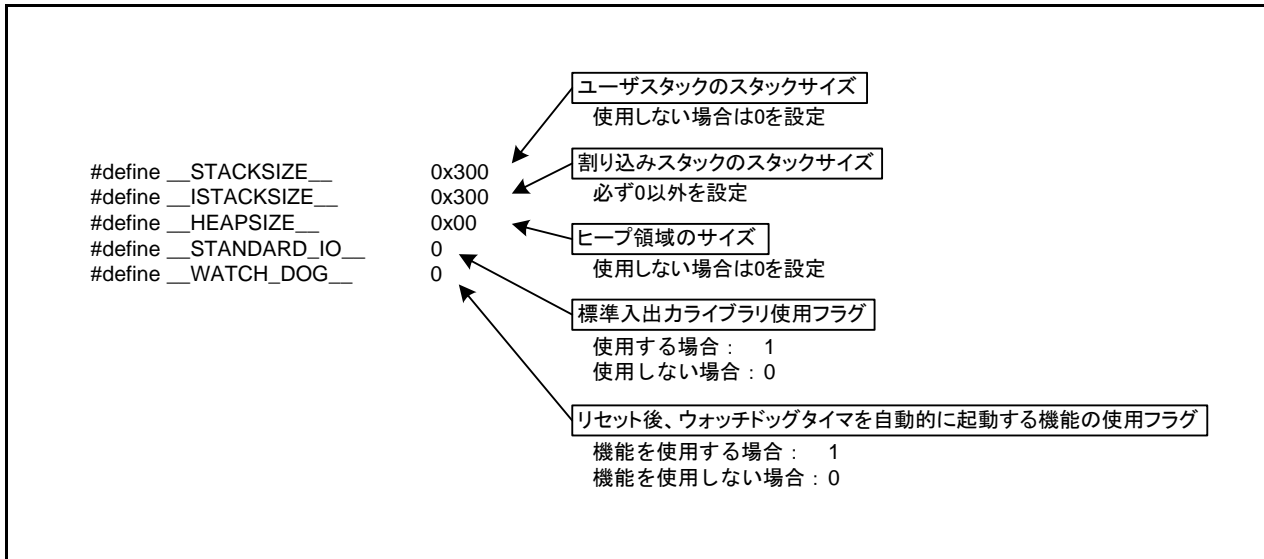 ユーザスタックのスタックサイズ
使用しない場合は0を設定
#define __STACKSIZE__ 0x300
割り込みスタックのスタックサイズ
#define __ISTACKSIZE__ 0x300
必ず0以外を設定
#define __HEAPSIZE__ 0x00
ヒープ領域のサイズ
#define __STANDARD_IO__ 0
使用しない場合は0を設定
#define __WATCH_DOG__ 0
標準入出力ライブラリ使用フラグ
使用する場合： 1
使用しない場合：0
リセット後、ウォッチドッグタイマを自動的に起動する機能の使用フラグ
機能を使用する場合： 1
機能を使用しない場合：0